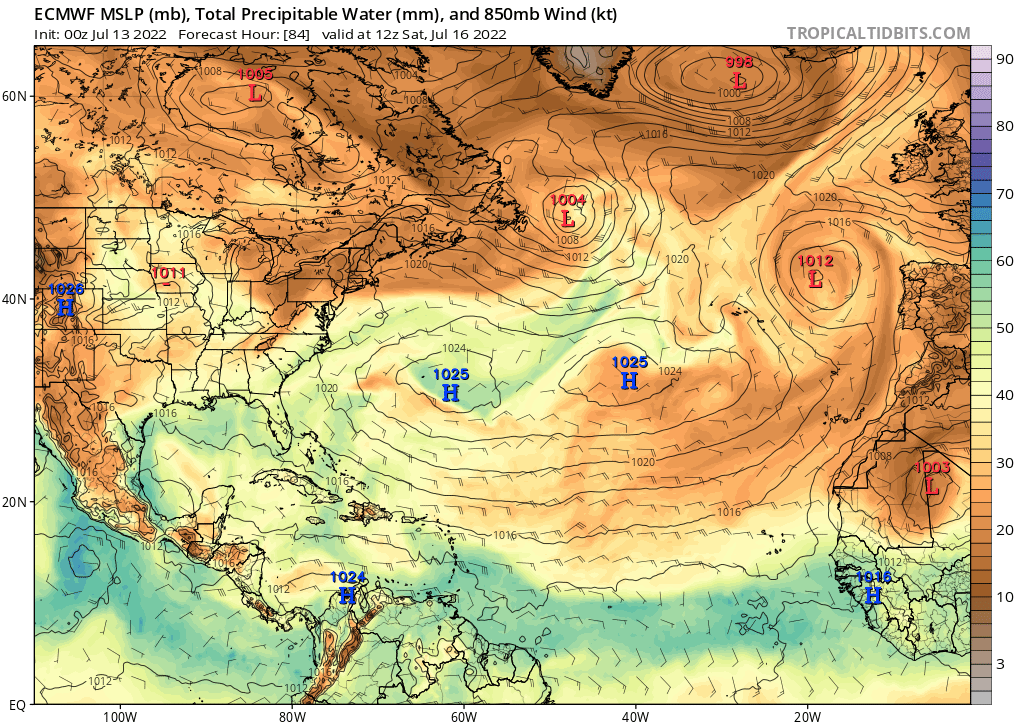 ECMWF MSLP (mb), Total Precipitable Water (mm), and 850mb Wind (kt)
Init: 00z Jul 13 2022 Forecast Hour: [84] valid at 12z Sat, Jul 16 2022
TROPICALTIDBITS.COM
90
998
L
1008
1005
L
1004
1000
60N
1008
1008
80
1012
1016
1012
1012
1012
1020
70
1020
1004
L
1016
1016
1016
1008
60
1012
1020
1020
1012
L
1011
1026
H
40N
1012
50
1016
1024
1025
H
1025
H
1024
1020
40
1012
1016
1016
1008
1020
1003
L
30
1016
1016
20N
1016
20
1016
1012
1012
1016
1024
H
1016
H
1012
10
1016
3
1012
1012
EQ
100W
80W
60W
40W
20W